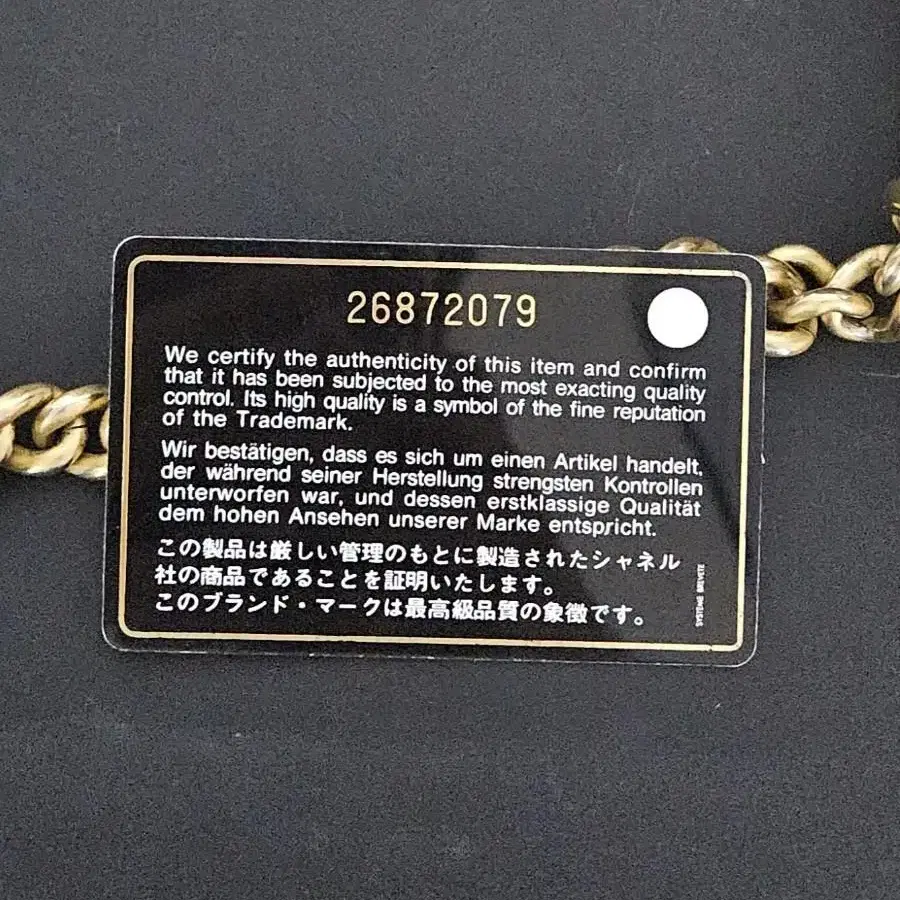 26872079
We certify the authenticity of this item and confirm
that it has been subjected to the most exacting quality
control. Its high quality is a symbol of the fine reputation
of the Trademark.
Wir bestätigen, dass es sich um einen Artikel handelt,
der während seiner Herstellung strengsten Kontrollen
unterworfen war, und dessen erstklassige Qualität
dem hohen Ansehen unserer Marke entspricht.
この製品は厳しい管理のもとに製造されたシャネル
社の商品であることを証明いたします。
このブランド・マークは最高級品質の象徴です。
SYSTEME BELVETE